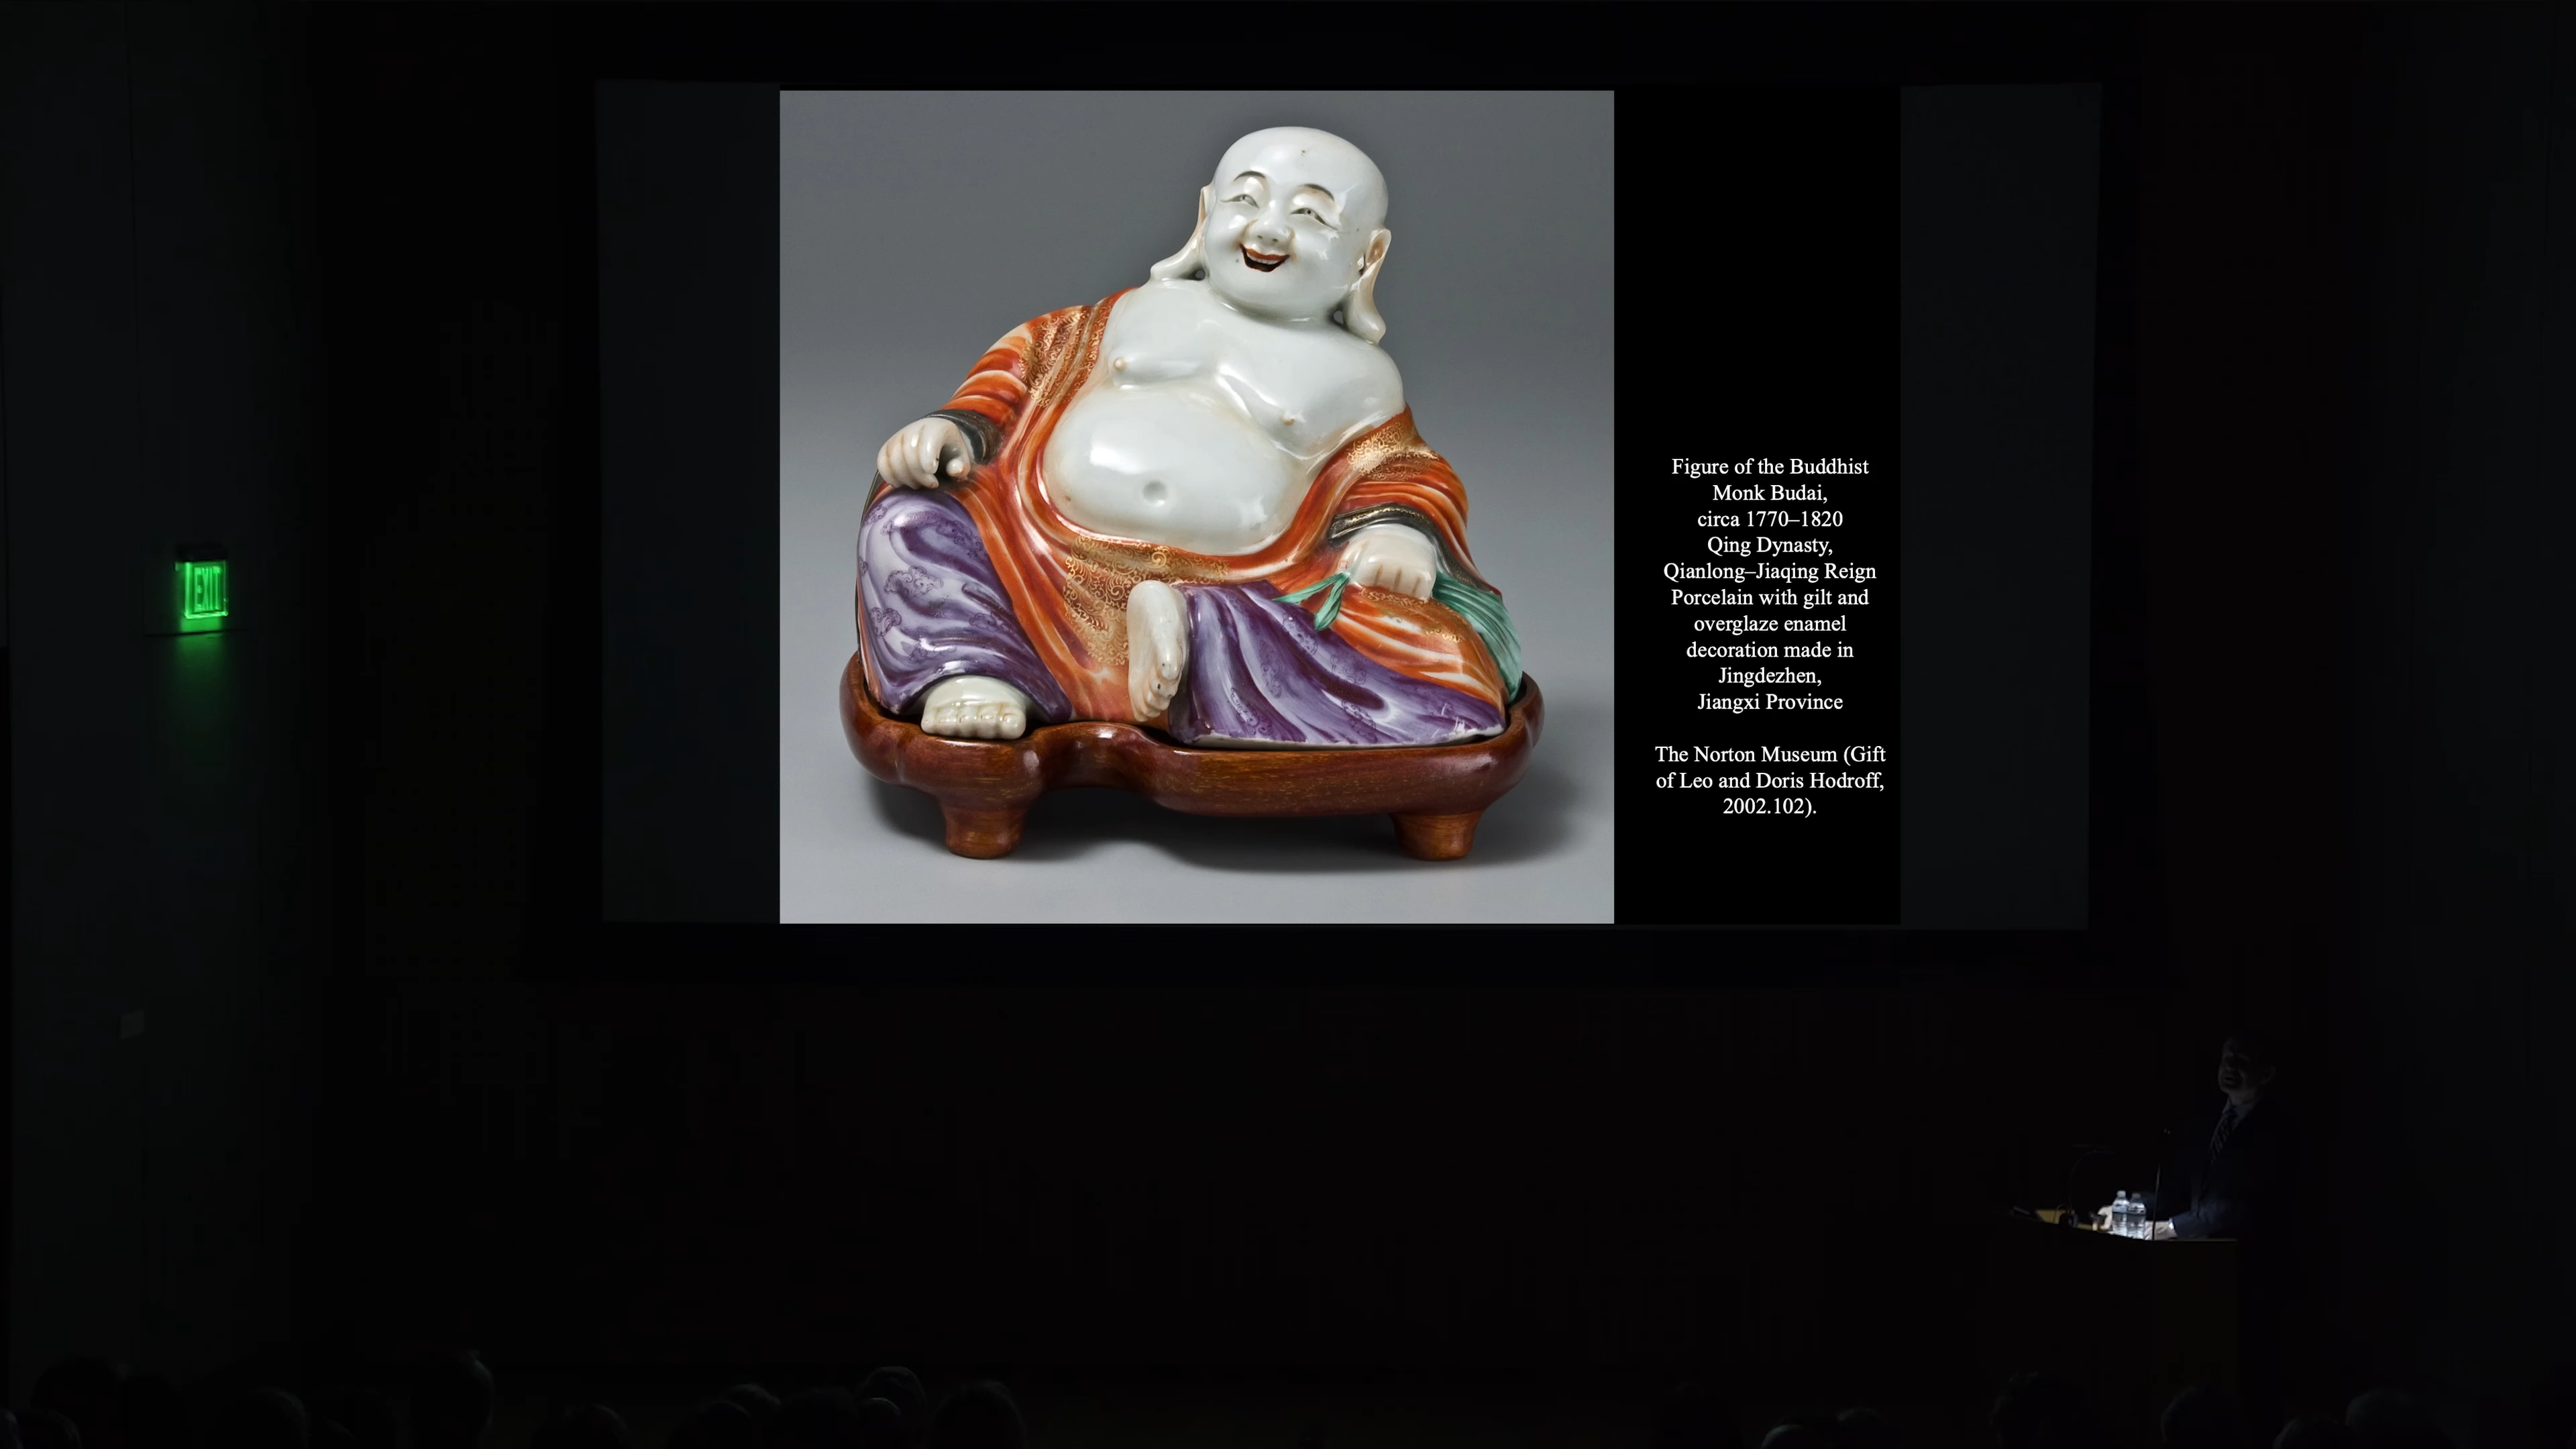 EXIT
Figure of the Buddhist
Monk Budai,
circa 1770–1820
Qing Dynasty,
Qianlong–Jiaqing Reign
Porcelain with gilt and
overglaze enamel
decoration made in
Jingdezhen,
Jiangxi Province
The Norton Museum (Gift
of Leo and Doris Hodroff,
2002.102).